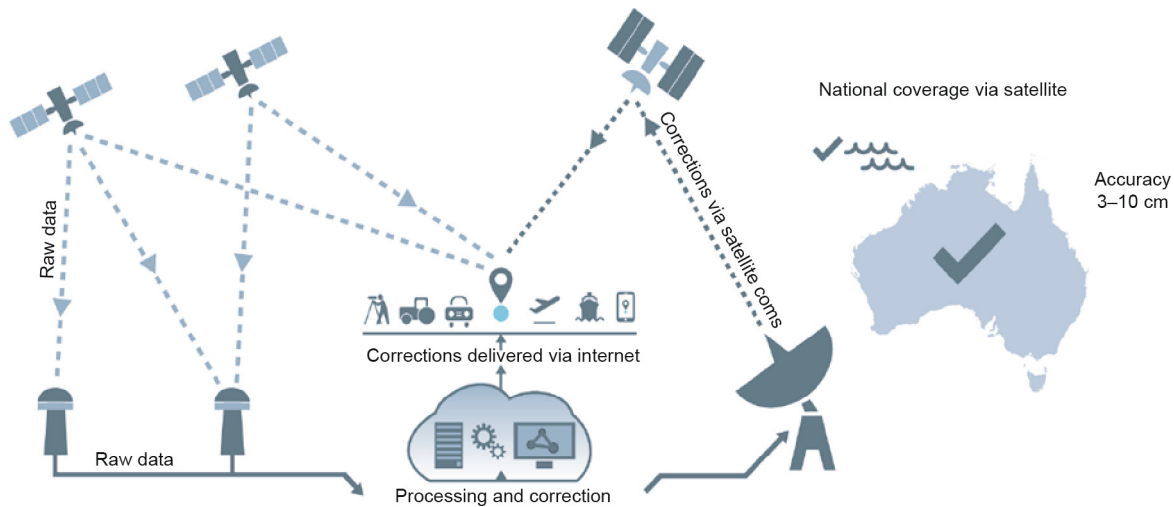 National coverage via satellite
Accuracy
3–10 cm
Raw data
Corrections via satellite coms
Corrections delivered via internet
Raw data
Processing and correction